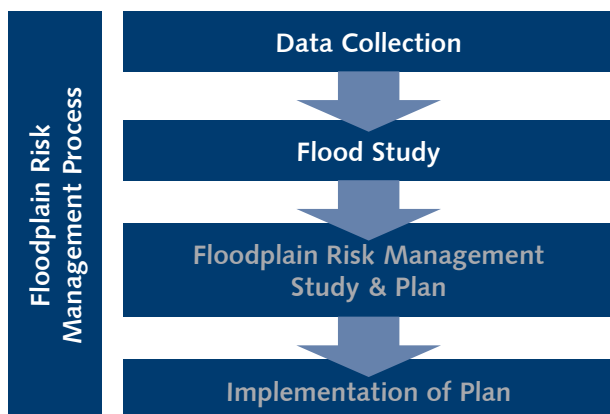 Floodplain Risk
Management Process
Data Collection
Flood Study
Floodplain Risk Management
Study & Plan
Implementation of Plan